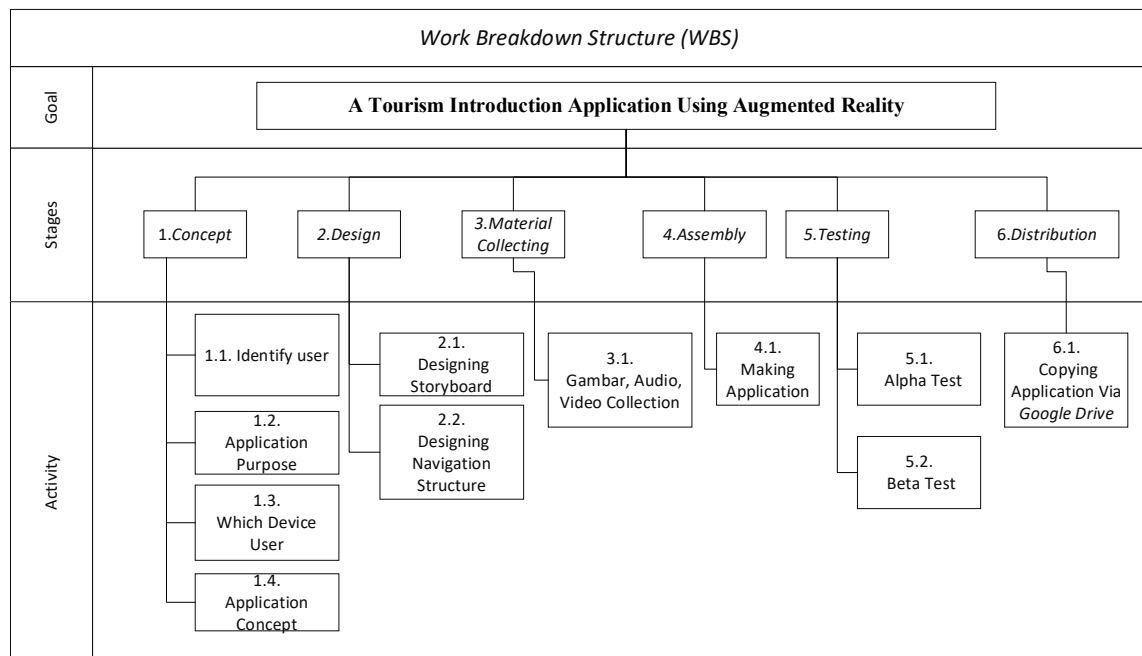 Work Breakdown Structure (WBS)
Goal
A Tourism Introduction Application Using Augmented Reality
Stages
1.Concept
2.Design
3.Material
Collecting
4.Assembly
5.Testing
6.Distribution
Activity
1.1. Identify user
1.2.
Application
Purpose
1.3.
Which Device
User
1.4.
Application
Concept
2.1.
Designing
Storyboard
2.2.
Designing
Navigation
Structure
3.1.
Gambar, Audio,
Video Collection
4.1.
Making
Application
5.1.
Alpha Test
5.2.
Beta Test
6.1.
Copying
Application Via
Google Drive